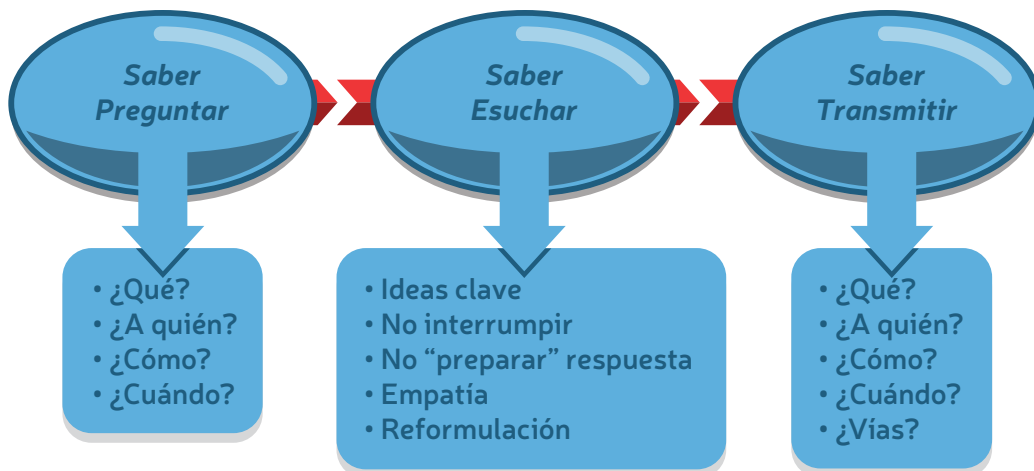 Saber
Preguntar
Saber
Esuchar
Saber
Transmitir
• ¿Qué?
• ¿A quién?
• ¿Cómo?
• ¿Cuándo?
• Ideas clave
• No interrumpir
• No “preparar” respuesta
• Empatía
• Reformulación
• ¿Qué?
• ¿A quién?
• ¿Cómo?
• ¿Cuándo?
• ¿Vías?